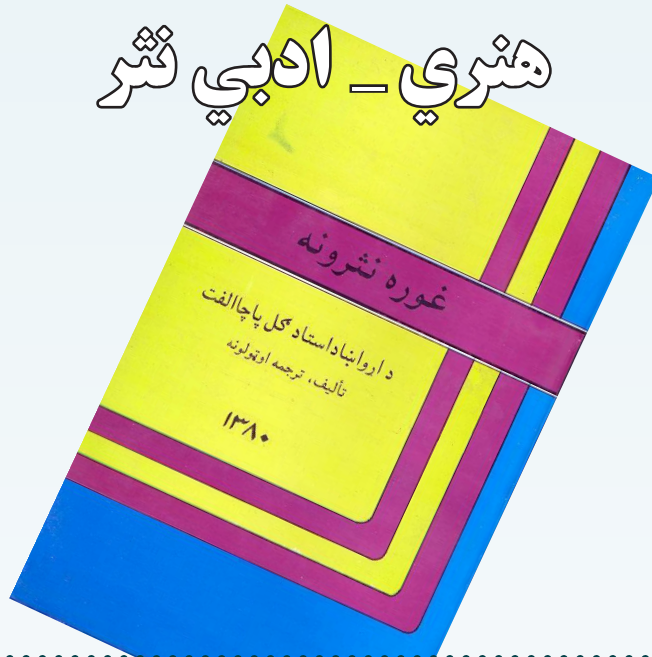 هنري _ ادبي نثر
غوره نثرونه
د ارواښاد استاد ګل پاچا الفت
تألیف، ترجمه او ټولونه
۱۳۸۰